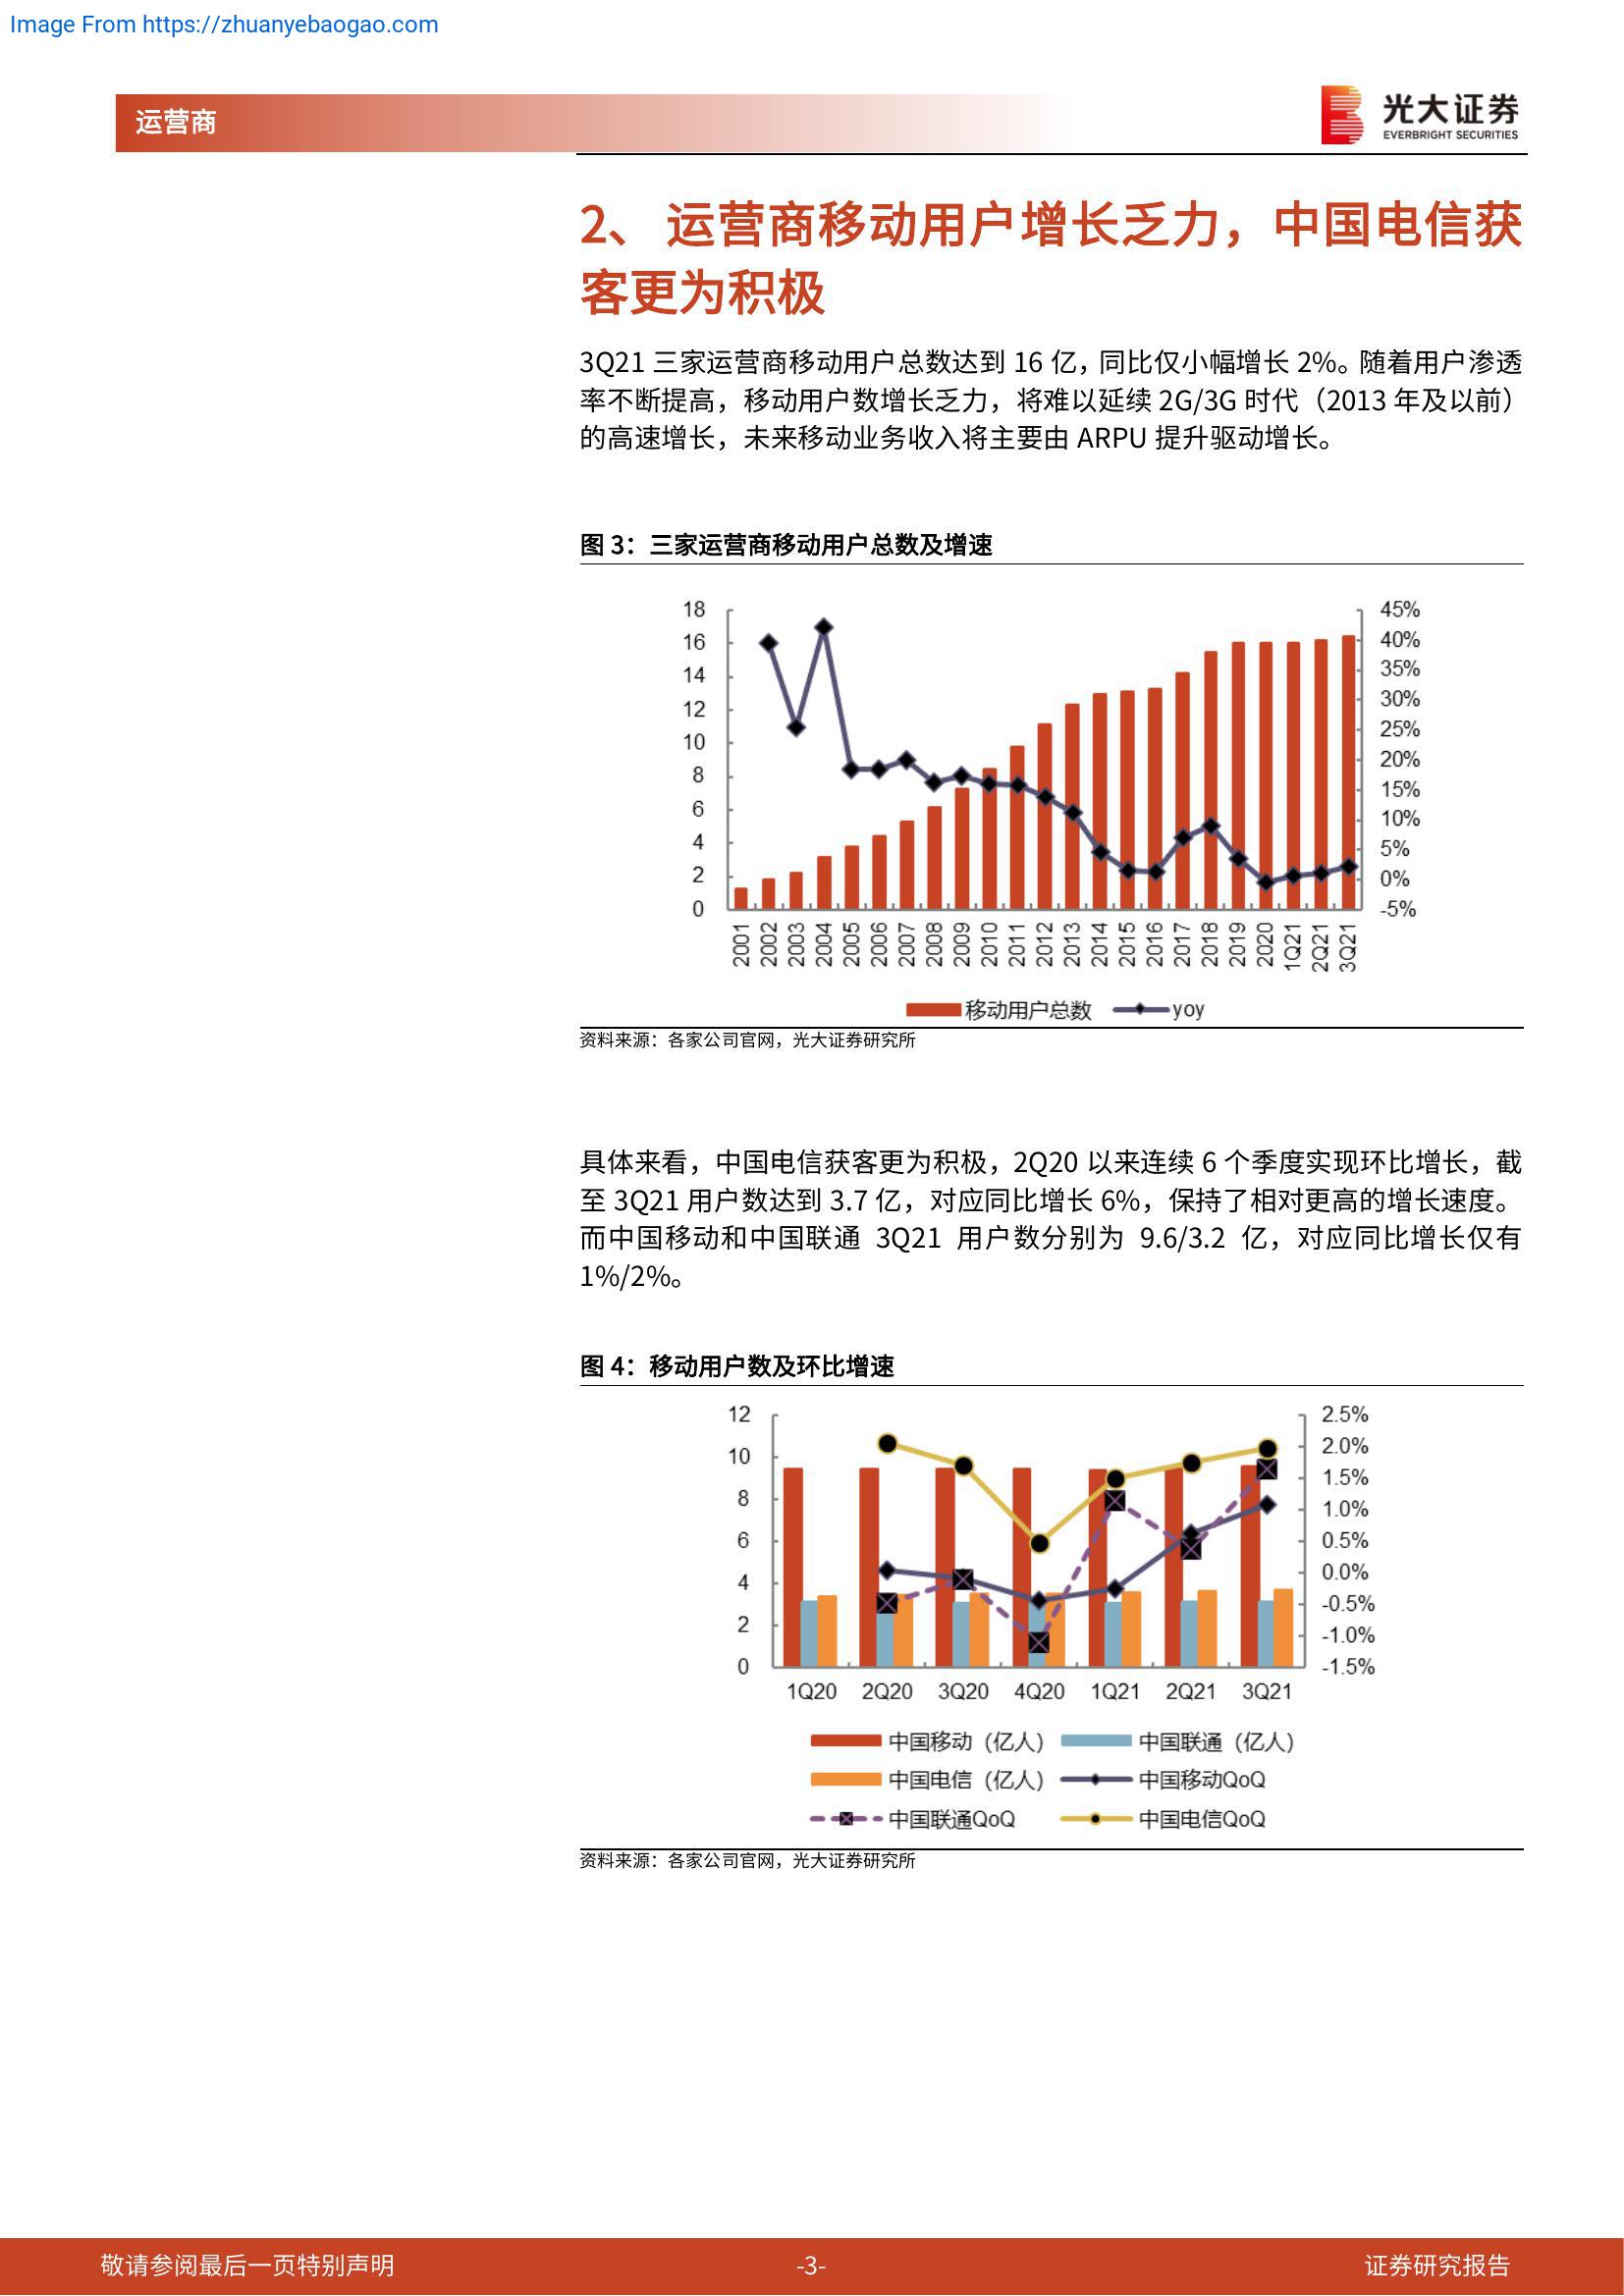 Image From https://zhuanyebaogao.com
运营商
光大证券
EVERBRIGHT SECURITIES
2、 运营商移动用户增长乏力，中国电信获
客更为积极
3Q21 三家运营商移动用户总数达到 16 亿，同比仅小幅增长 2%。随着用户渗透
率不断提高，移动用户数增长乏力，将难以延续 2G/3G 时代（2013 年及以前）
的高速增长，未来移动业务收入将主要由 ARPU 提升驱动增长。
图 3：三家运营商移动用户总数及增速
18
16
14
12
10
8
6
4
2
0
45%
40%
35%
30%
25%
20%
15%
10%
5%
0%
-5%
2001 2002 2003 2004 2005 2006 2007 2008 2009 2010 2011 2012 2013 2014 2015 2016 2017 2018 2019 2020 1Q21 2Q21 3Q21
移动用户总数 yoy
资料来源：各家公司官网，光大证券研究所
具体来看，中国电信获客更为积极，2Q20 以来连续 6 个季度实现环比增长，截
至 3Q21 用户数达到 3.7 亿，对应同比增长 6%，保持了相对更高的增长速度。
而中国移动和中国联通 3Q21 用户数分别为 9.6/3.2 亿，对应同比增长仅有
1%/2%。
图 4：移动用户数及环比增速
12
10
8
6
4
2
0
2.5%
2.0%
1.5%
1.0%
0.5%
0.0%
-0.5%
-1.0%
-1.5%
1Q20 2Q20 3Q20 4Q20 1Q21 2Q21 3Q21
中国移动（亿人） 中国联通（亿人）
中国电信（亿人） 中国移动QoQ
中国联通QoQ 中国电信QoQ
资料来源：各家公司官网，光大证券研究所
敬请参阅最后一页特别声明 -3- 证券研究报告